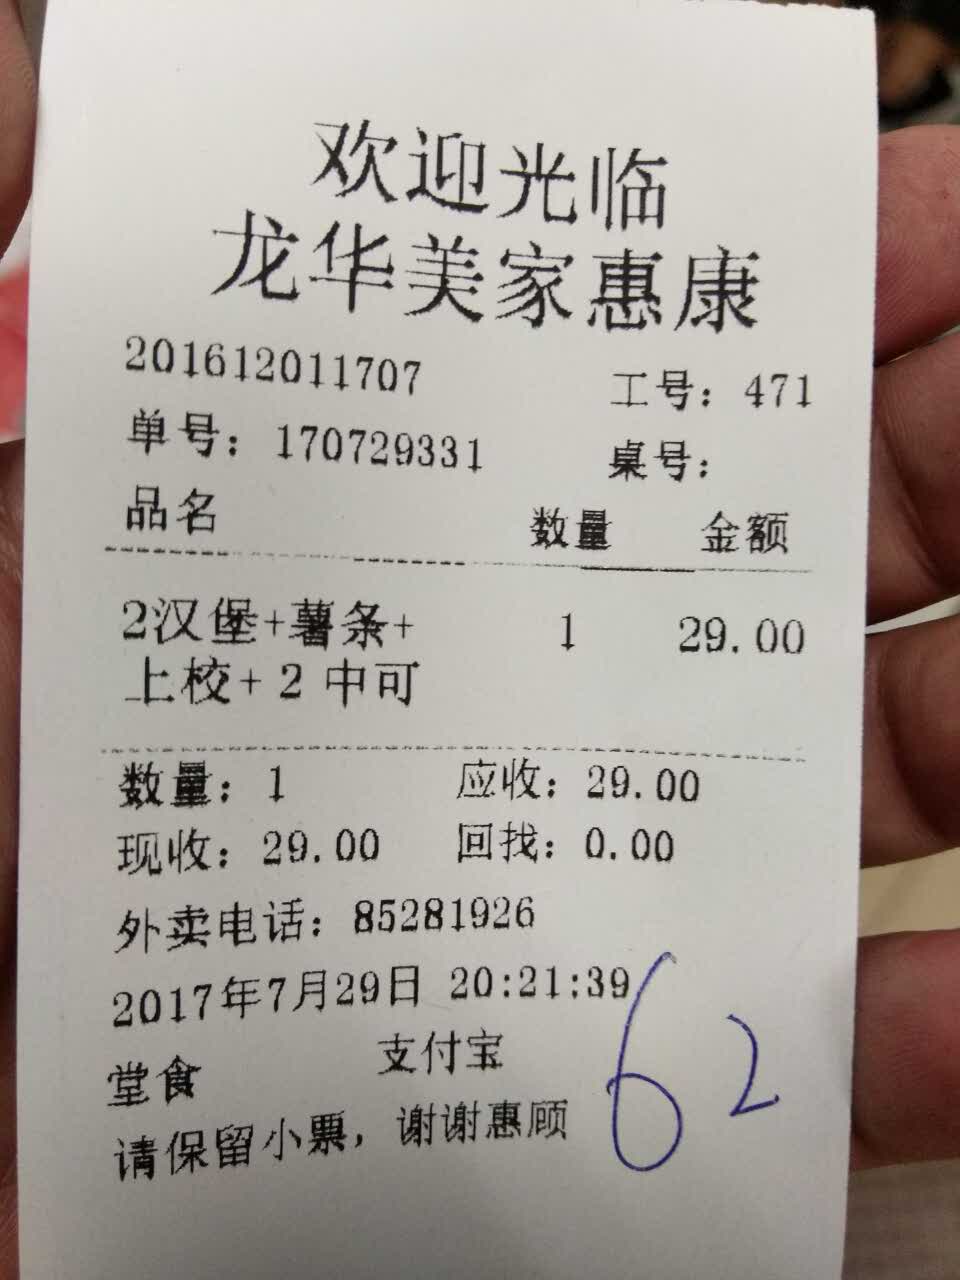 欢迎光临
龙华美家惠康
201612011707 工号：471
单号：170729331 桌号：
品名 数量 金额
2汉堡+薯条+ 1 29.00
上校+ 2 中可
数量：1 应收：29.00
现收：29.00 回找：0.00
外卖电话：85281926
2017年7月29日 20:21:39
堂食 支付宝
请保留小票，谢谢惠顾
62